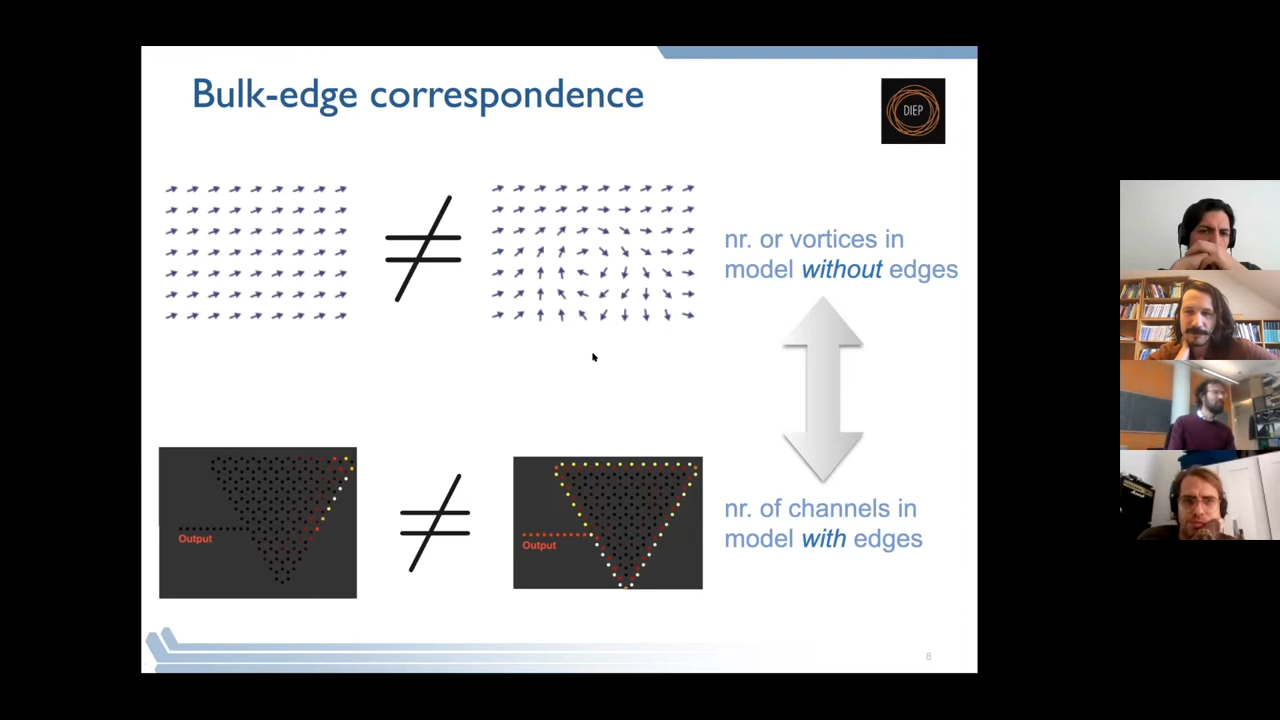 Bulk-edge correspondence
DIEP
nr. or vortices in
model without edges
Output
Output
nr. of channels in
model with edges
8